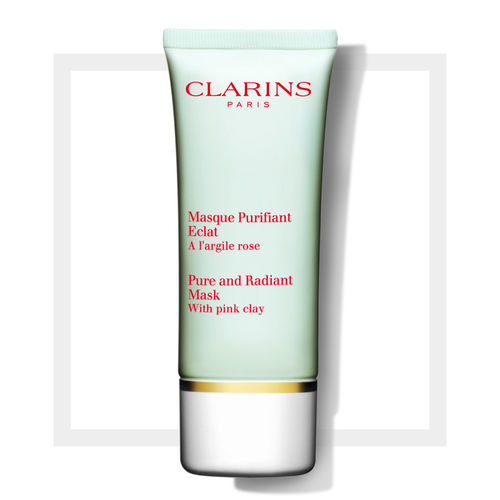 CLARINS
PARIS
Masque Purifiant
Eclat
A l'argile rose
Pure and Radiant
Mask
With pink clay